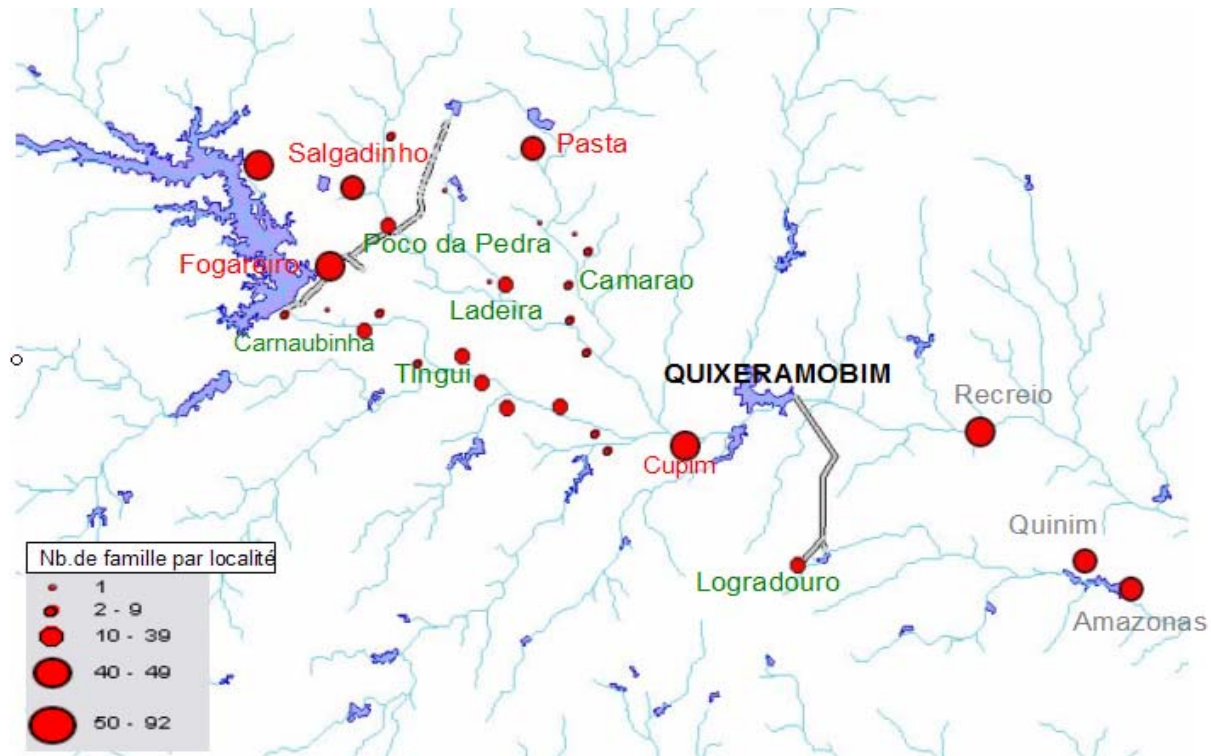 Salgadinho
Pasta
Poco da Pedra
Fogareiro
Camarao
Ladeira
Carnaubinha
Tingui
QUIXERAMOBIM
Recreio
Cupim
Quinim
Logradouro
Amazonas
Nb.de famille par localité
1
2 - 9
10 - 39
40 - 49
50 - 92